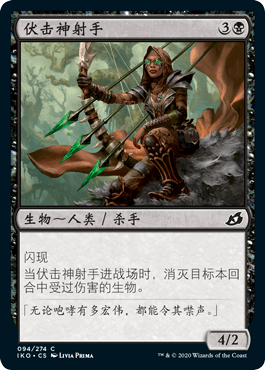 伏击神射手 3
生物～人类／杀手
闪现
当伏击神射手进战场时，消灭目标本回
合中受过伤害的生物。
「无论咆哮有多宏伟，都能令其噤声。」
4/2
094/274 C
IKO • CS LIVIA PRIMA
™ & © 2020 Wizards of the Coast